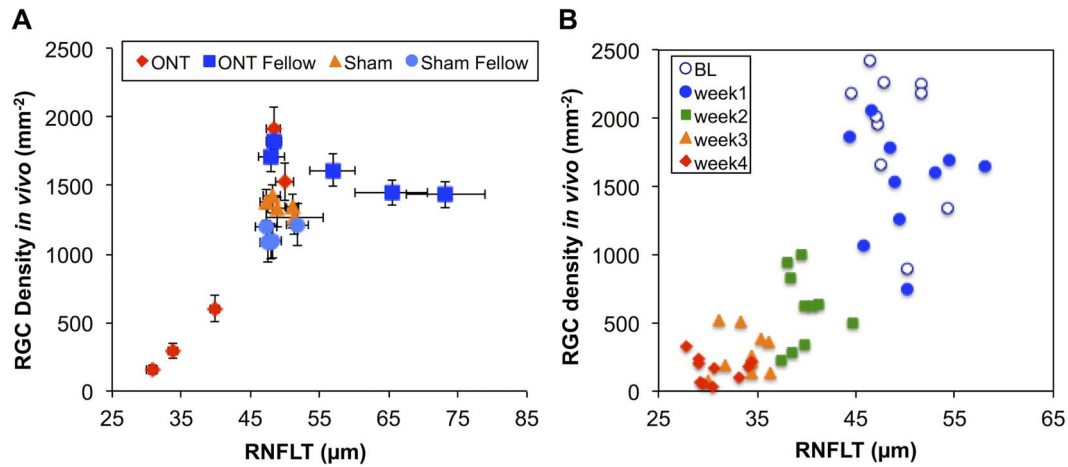 A
RGC Density in vivo (mm-2)
2500
2000
1500
1000
500
0
ONT ONT Fellow Sham Sham Fellow
25 35 45 55 65 75 85
RNFLT (μm)
B
RGC density in vivo (mm-2)
2500
2000
1500
1000
500
0
BL
week1
week2
week3
week4
25 35 45 55 65
RNFLT (μm)